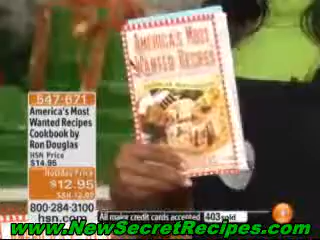 AMERICA'S MOST
WANTED RECIPES
547-671
America's Most
Wanted Recipes
Cookbook by
Ron Douglas
HSN Price
$14.95
Holiday Price
$12.95
S&H
800-284-3100
hsn.com
All major credit cards accepted
403 sold
www.NewSecretRecipes.com